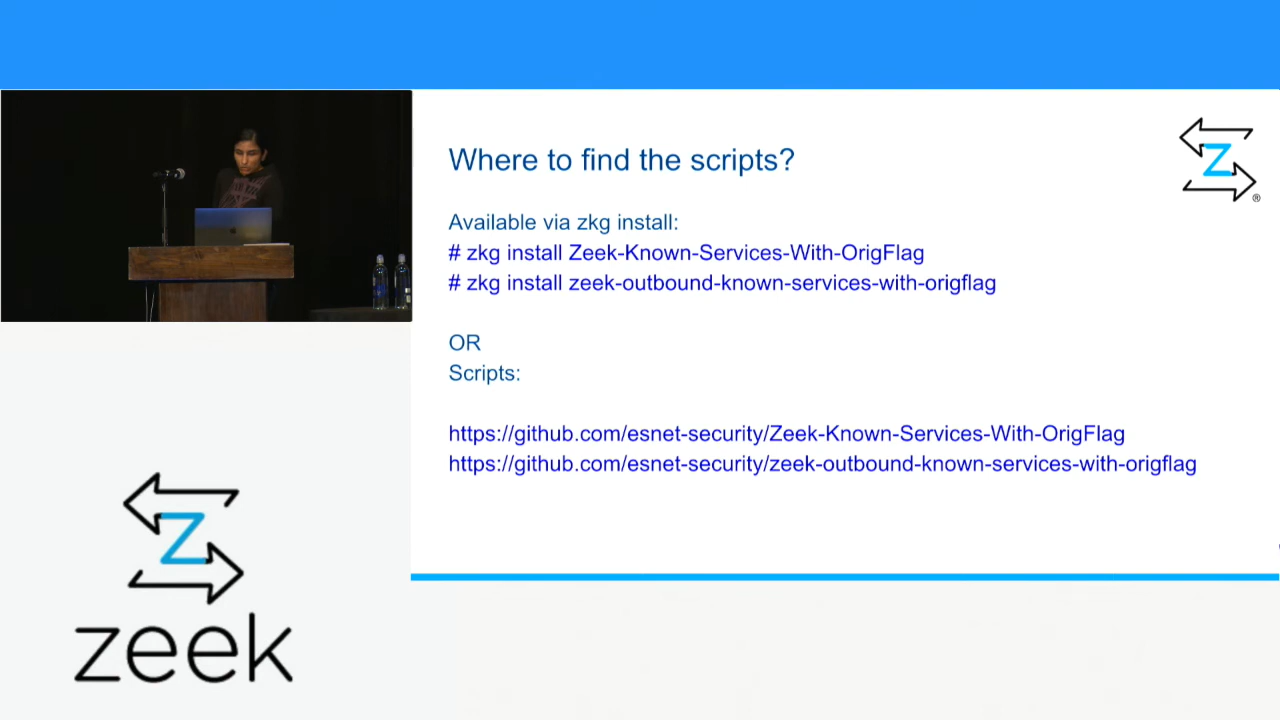 Where to find the scripts?
Z
®
Available via zkg install:
# zkg install Zeek-Known-Services-With-OrigFlag
# zkg install zeek-outbound-known-services-with-origflag
OR
Scripts:
https://github.com/esnet-security/Zeek-Known-Services-With-OrigFlag
https://github.com/esnet-security/zeek-outbound-known-services-with-origflag
Z
zeek